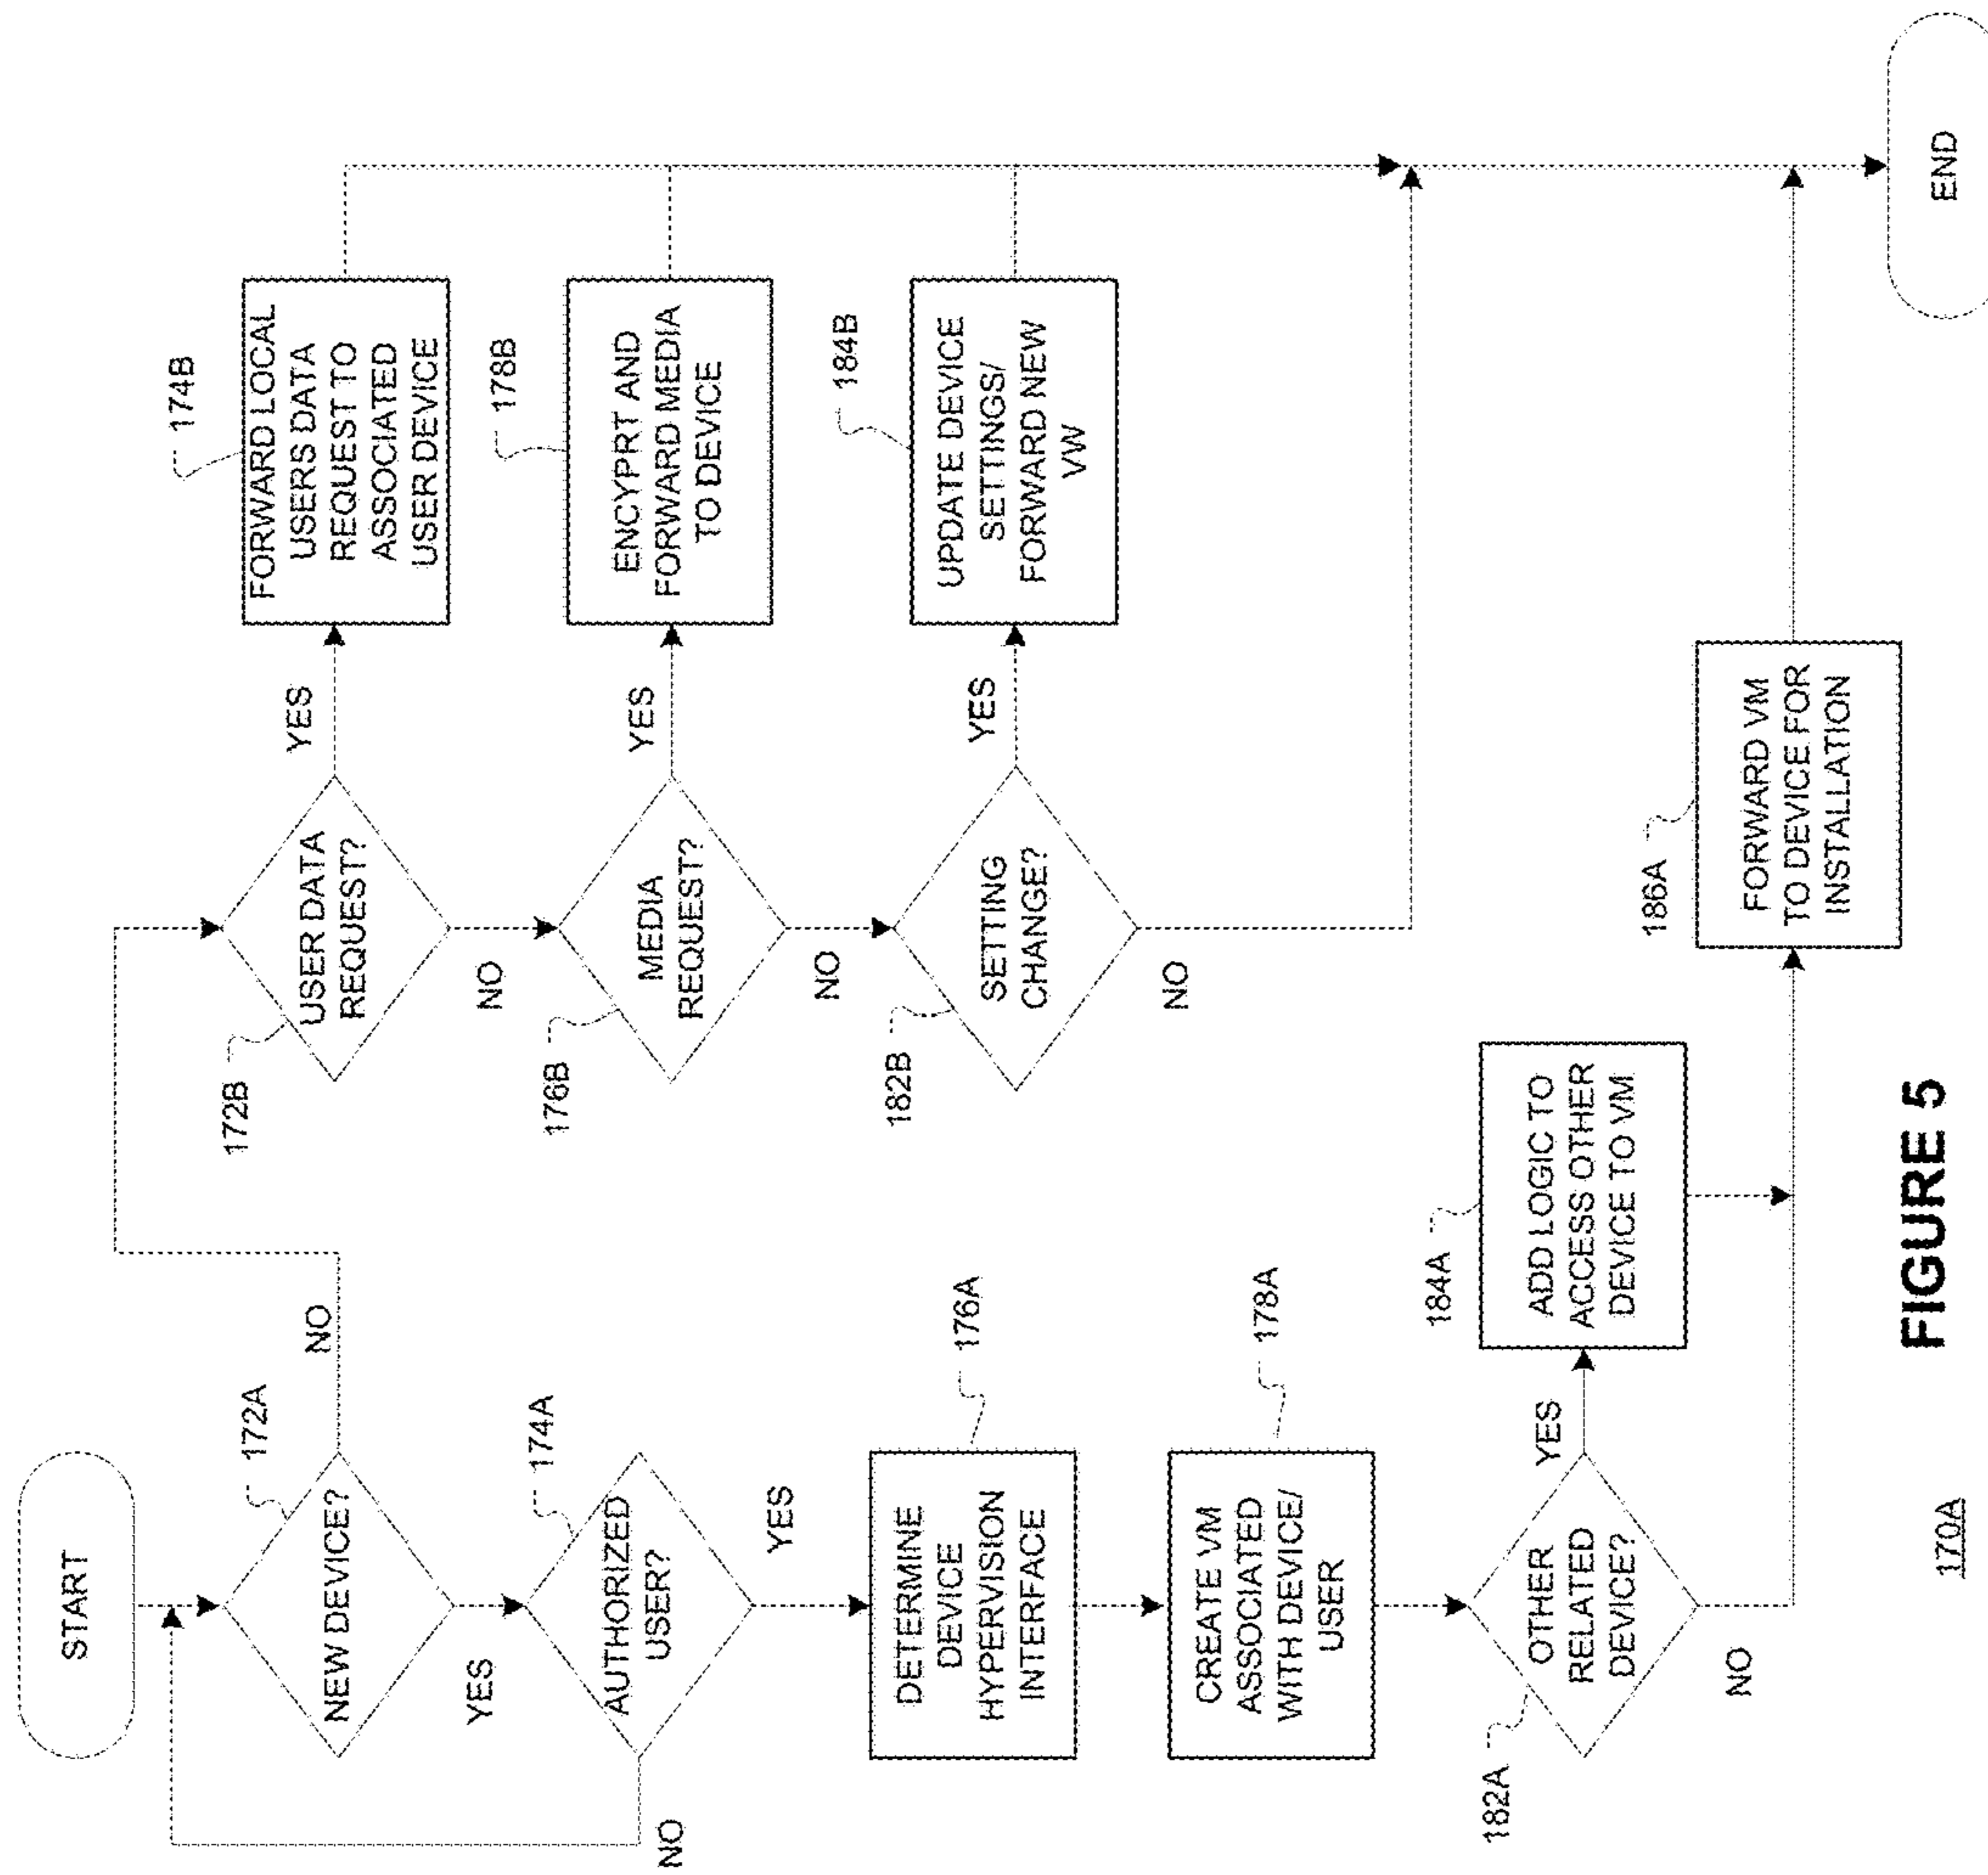 START
172A
NEW DEVICE?
NO
YES
174A
AUTHORIZED
USER?
NO
YES
176A
DETERMINE
DEVICE
HYPERVISION
INTERFACE
178A
CREATE VM
ASSOCIATED
WITH DEVICE/
USER
182A
OTHER
RELATED
DEVICE?
YES
NO
184A
ADD LOGIC TO
ACCESS OTHER
DEVICE TO VM
186A
FORWARD VM
TO DEVICE FOR
INSTALLATION
172B
USER DATA
REQUEST?
YES
NO
174B
FORWARD LOCAL
USERS DATA
REQUEST TO
ASSOCIATED
USER DEVICE
176B
MEDIA
REQUEST?
YES
NO
178B
ENCYPRT AND
FORWARD MEDIA
TO DEVICE
182B
SETTING
CHANGE?
YES
NO
184B
UPDATE DEVICE
SETTINGS/
FORWARD NEW
VW
END
170A
FIGURE 5